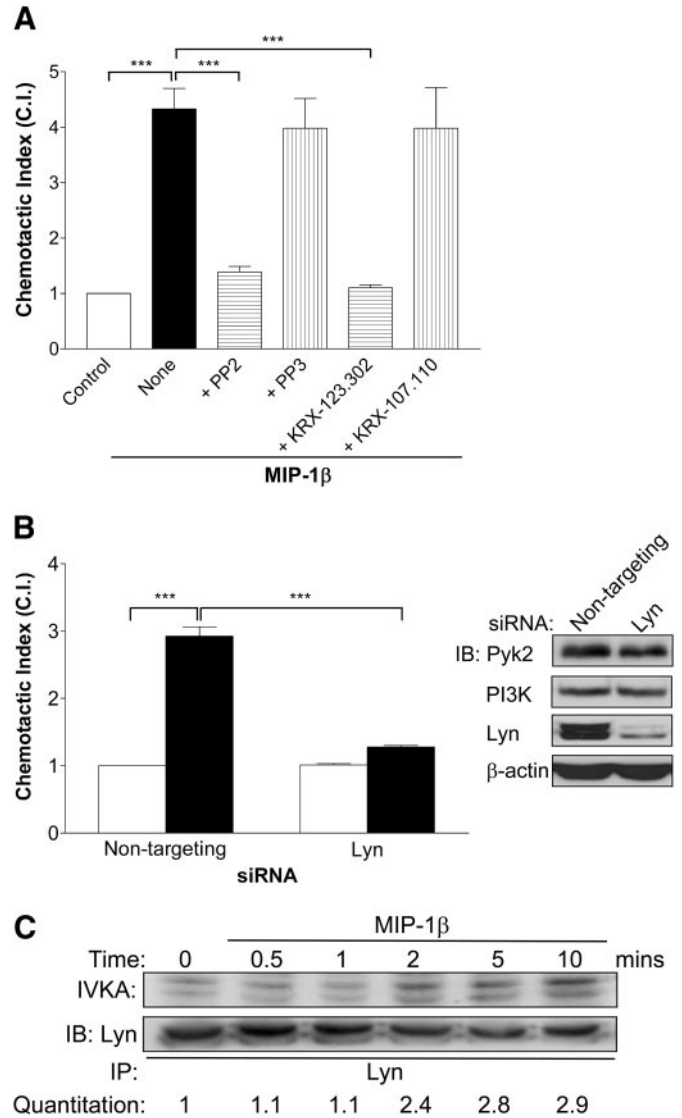 A
***
*** ***
Chemotactic Index (C.I.)
5
4
3
2
1
0
Control
None
+ PP2
+ PP3
+ KRX-123.302
+ KRX-107.110
MIP-1β
B
Chemotactic Index (C.I.)
4
3
2
1
0
*** ***
Non-targeting Lyn
siRNA
siRNA: Non-targeting Lyn
IB: Pyk2
PI3K
Lyn
β-actin
C
MIP-1β
Time: 0 0.5 1 2 5 10 mins
IVKA:
IB: Lyn
IP: Lyn
Quantitation: 1 1.1 1.1 2.4 2.8 2.9